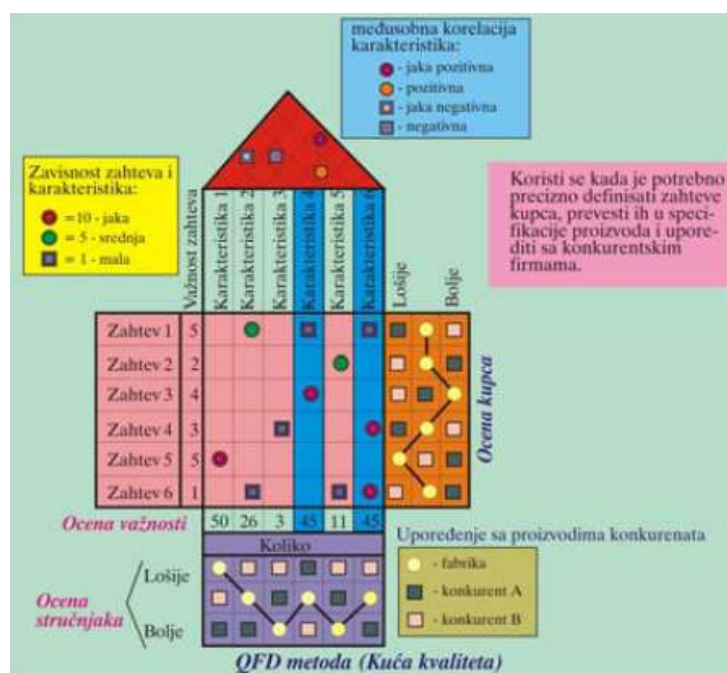 međusobna korelacija
karakteristika:
- jaka pozitivna
- pozitivna
- jaka negativna
- negativna
Zavisnost zahteva i
karakteristika:
=10 - jaka
= 5 - srednja
= 1 - mala
Koristi se kada je potrebno
precizno definisati zahteve
kupca, prevesti ih u speci-
fikacije proizvoda i upore-
diti sa konkurentskim
firmama.
Važnost zahteva
Karakteristika 1
Karakteristika 2
Karakteristika 3
Karakteristika 4
Karakteristika 5
Karakteristika 6
Lošije
Bolje
Zahtev 1 5
Zahtev 2 2
Zahtev 3 4
Zahtev 4 3
Zahtev 5 5
Zahtev 6 1
Ocena kupca
Ocena važnosti 50 26 3 45 11 45
Koliko
Upoređenje sa proizvodima konkurenata
- fabrika
- konkurent A
- konkurent B
Lošije
Ocena
stručnjaka
Bolje
QFD metoda (Kuća kvaliteta)